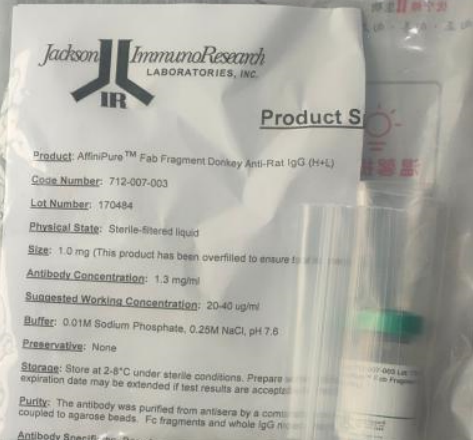 Jackson ImmunoResearch
LABORATORIES, INC.
IR
Product S
Product: AffiniPure™ Fab Fragment Donkey Anti-Rat IgG (H+L)
Code Number: 712-007-003
Lot Number: 170484
Physical State: Sterile-filtered liquid
Size: 1.0 mg (This product has been overfilled to ensure
Antibody Concentration: 1.3 mg/ml
Suggested Working Concentration: 20-40 ug/ml
Buffer: 0.01M Sodium Phosphate, 0.25M NaCl, pH 7.6
Preservative: None
Storage: Store at 2-8°C under sterile conditions. Prepare
expiration date may be extended if test results are
Purity: The antibody was purified from antisera by a
coupled to agarose beads. Fc fragments and whole IgG
Antibody